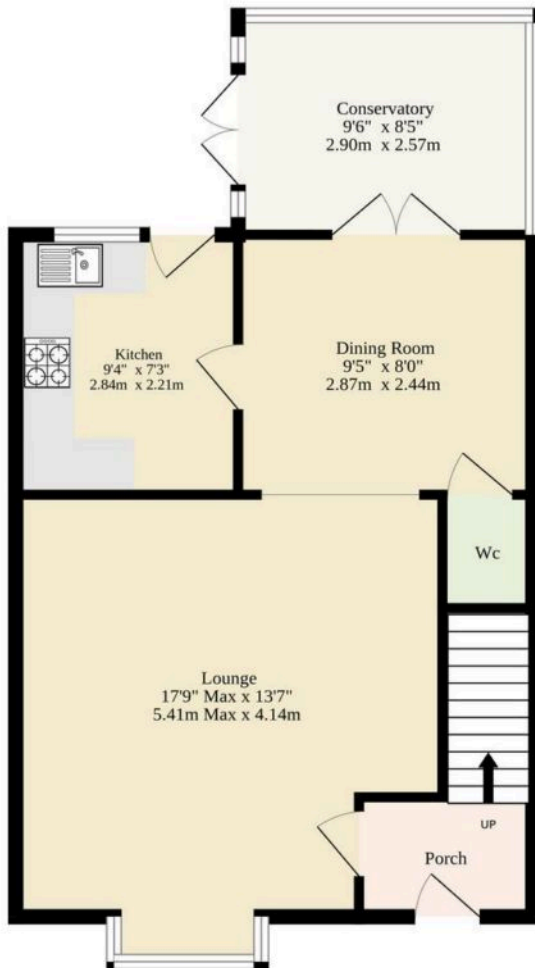 Conservatory
9'6" x 8'5"
2.90m x 2.57m
Kitchen
9'4" x 7'3"
2.84m x 2.21m
Dining Room
9'5" x 8'0"
2.87m x 2.44m
Wc
Lounge
17'9" Max x 13'7"
5.41m Max x 4.14m
UP
Porch